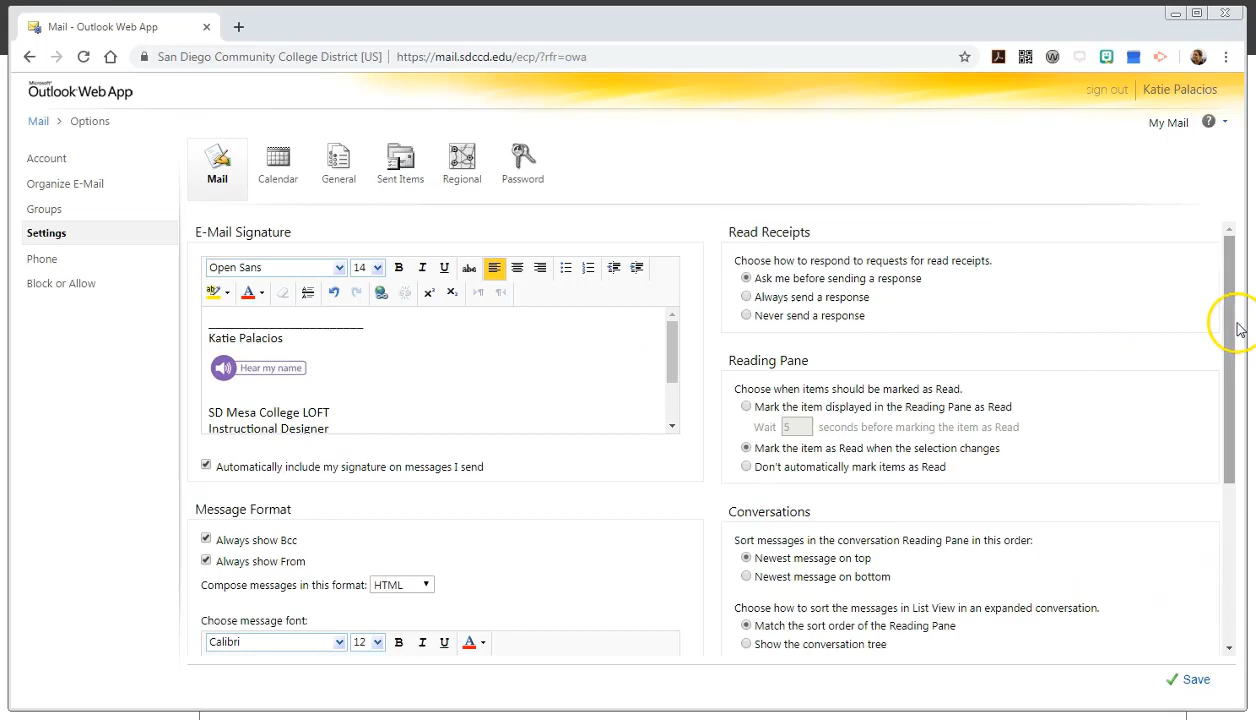 Mail - Outlook Web App
San Diego Community College District [US] https://mail.sdccd.edu/ecp/?rfr=owa
Microsoft
Outlook Web App
sign out Katie Palacios
Mail > Options
My Mail
Account
Organize E-Mail
Groups
Settings
Phone
Block or Allow
Mail Calendar General Sent Items Regional Password
E-Mail Signature
Open Sans 14 B I U abc
ab A x² x₂
______________________
Katie Palacios
Hear my name
SD Mesa College LOFT
Instructional Designer
Automatically include my signature on messages I send
Message Format
Always show Bcc
Always show From
Compose messages in this format: HTML
Choose message font:
Calibri 12 B I U A
Read Receipts
Choose how to respond to requests for read receipts.
Ask me before sending a response
Always send a response
Never send a response
Reading Pane
Choose when items should be marked as Read.
Mark the item displayed in the Reading Pane as Read
Wait 5 seconds before marking the item as Read
Mark the item as Read when the selection changes
Don't automatically mark items as Read
Conversations
Sort messages in the conversation Reading Pane in this order:
Newest message on top
Newest message on bottom
Choose how to sort the messages in List View in an expanded conversation.
Match the sort order of the Reading Pane
Show the conversation tree
Save